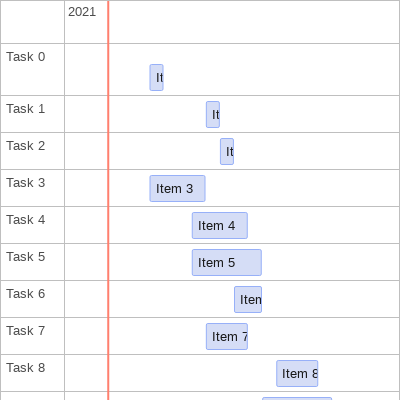 2021
Task 0
It
Task 1
It
Task 2
It
Task 3
Item 3
Task 4
Item 4
Task 5
Item 5
Task 6
Item
Task 7
Item 7
Task 8
Item 8